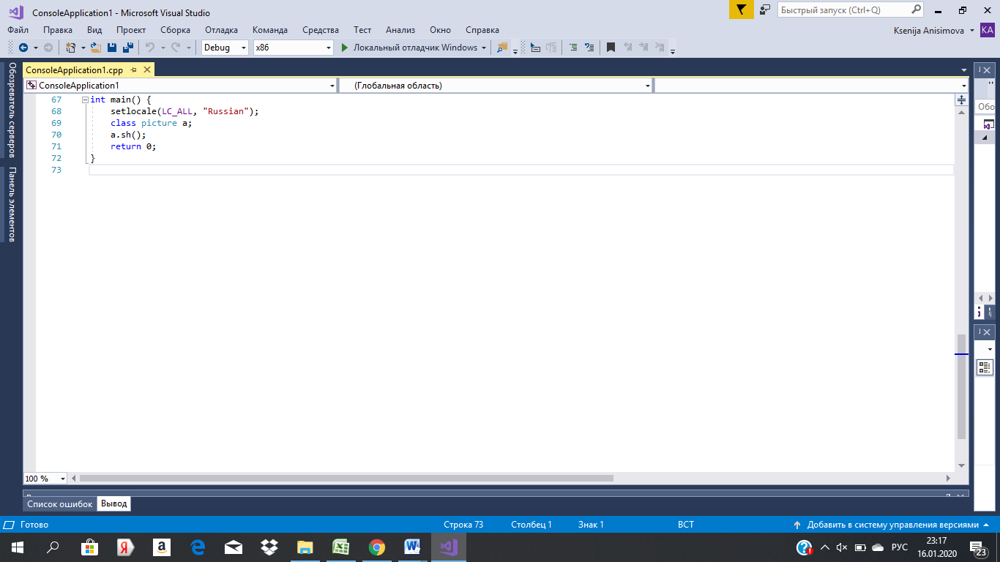 ConsoleApplication1 - Microsoft Visual Studio
Быстрый запуск (Ctrl+Q)
Файл Правка Вид Проект Сборка Отладка Команда Средства Тест Анализ Окно Справка
Ksenija Anisimova KA
Debug x86 Локальный отладчик Windows
Обозреватель серверов
Панель элементов
ConsoleApplication1.cpp
ConsoleApplication1 (Глобальная область)
67 int main() {
68 setlocale(LC_ALL, "Russian");
69 class picture a;
70 a.sh();
71 return 0;
72 }
73
Обо
100 %
Список ошибок Вывод
Готово Строка 73 Столбец 1 Знак 1 ВСТ Добавить в систему управления версиями
РУС
23:17
16.01.2020
23